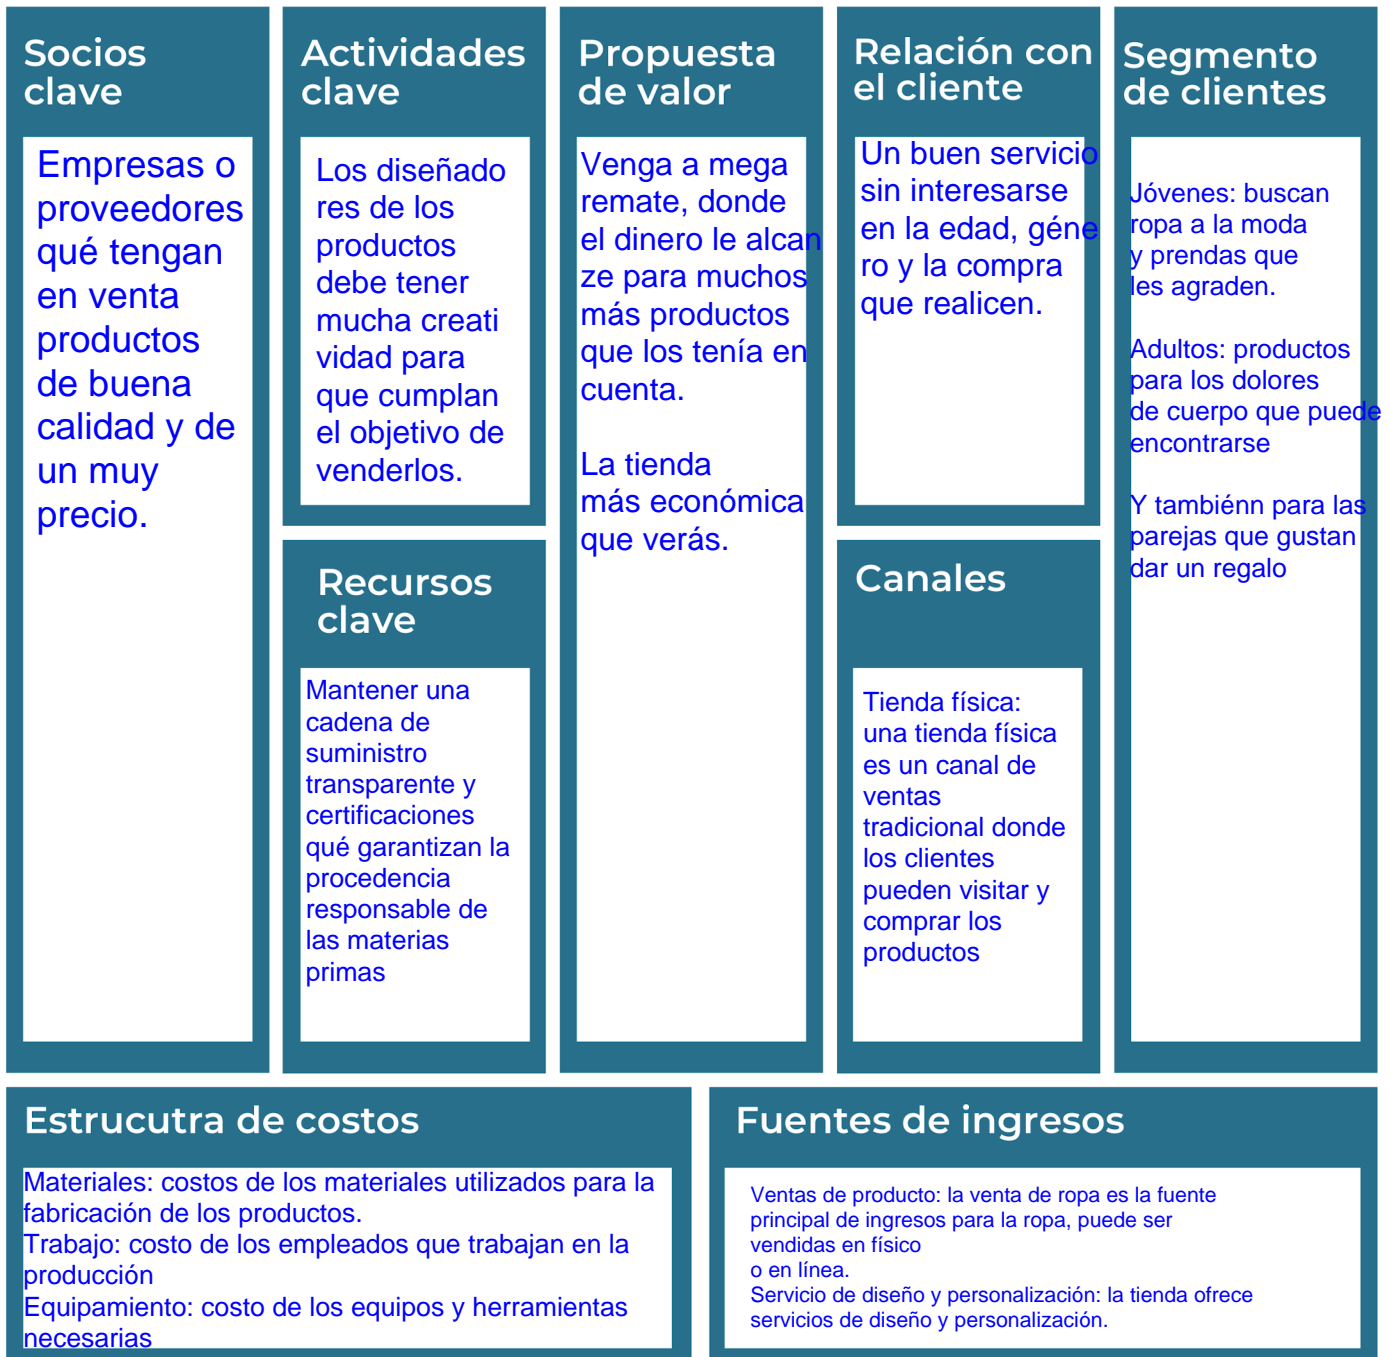 Socios
clave
Empresas o
proveedores
qué tengan
en venta
productos
de buena
calidad y de
un muy
precio.
Actividades
clave
Los diseñado
res de los
productos
debe tener
mucha creati
vidad para
que cumplan
el objetivo de
venderlos.
Recursos
clave
Mantener una
cadena de
suministro
transparente y
certificaciones
qué garantizan la
procedencia
responsable de
las materias
primas
Propuesta
de valor
Venga a mega
remate, donde
el dinero le alcan
ze para muchos
más productos
que los tenía en
cuenta.
La tienda
más económica
que verás.
Relación con
el cliente
Un buen servicio
sin interesarse
en la edad, géne
ro y la compra
que realicen.
Canales
Tienda física:
una tienda física
es un canal de
ventas
tradicional donde
los clientes
pueden visitar y
comprar los
productos
Segmento
de clientes
Jóvenes: buscan
ropa a la moda
y prendas que
les agraden.
Adultos: productos
para los dolores
de cuerpo que puede
encontrarse
Y tambiénn para las
parejas que gustan
dar un regalo
Estrucutra de costos
Materiales: costos de los materiales utilizados para la
fabricación de los productos.
Trabajo: costo de los empleados que trabajan en la
producción
Equipamiento: costo de los equipos y herramientas
necesarias
Fuentes de ingresos
Ventas de producto: la venta de ropa es la fuente
principal de ingresos para la ropa, puede ser
vendidas en físico
o en línea.
Servicio de diseño y personalización: la tienda ofrece
servicios de diseño y personalización.